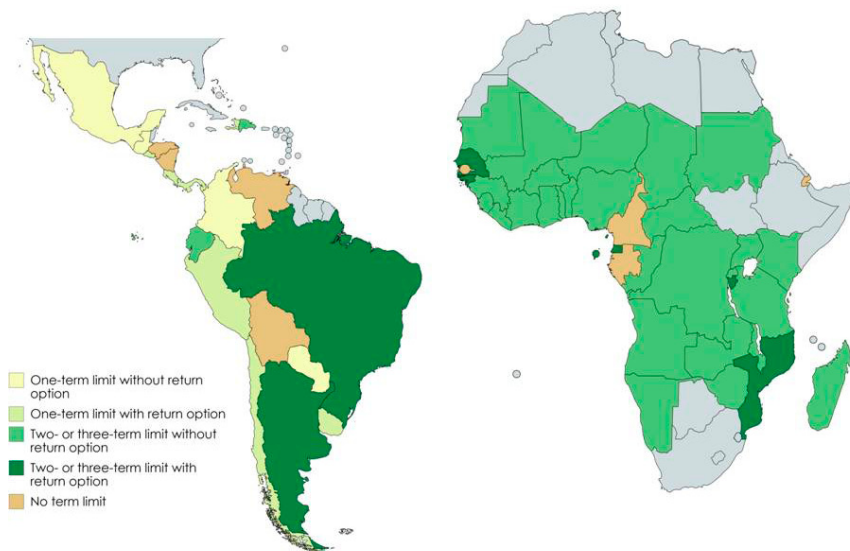 One-term limit without return
option
One-term limit with return option
Two- or three-term limit without
return option
Two- or three-term limit with
return option
No term limit